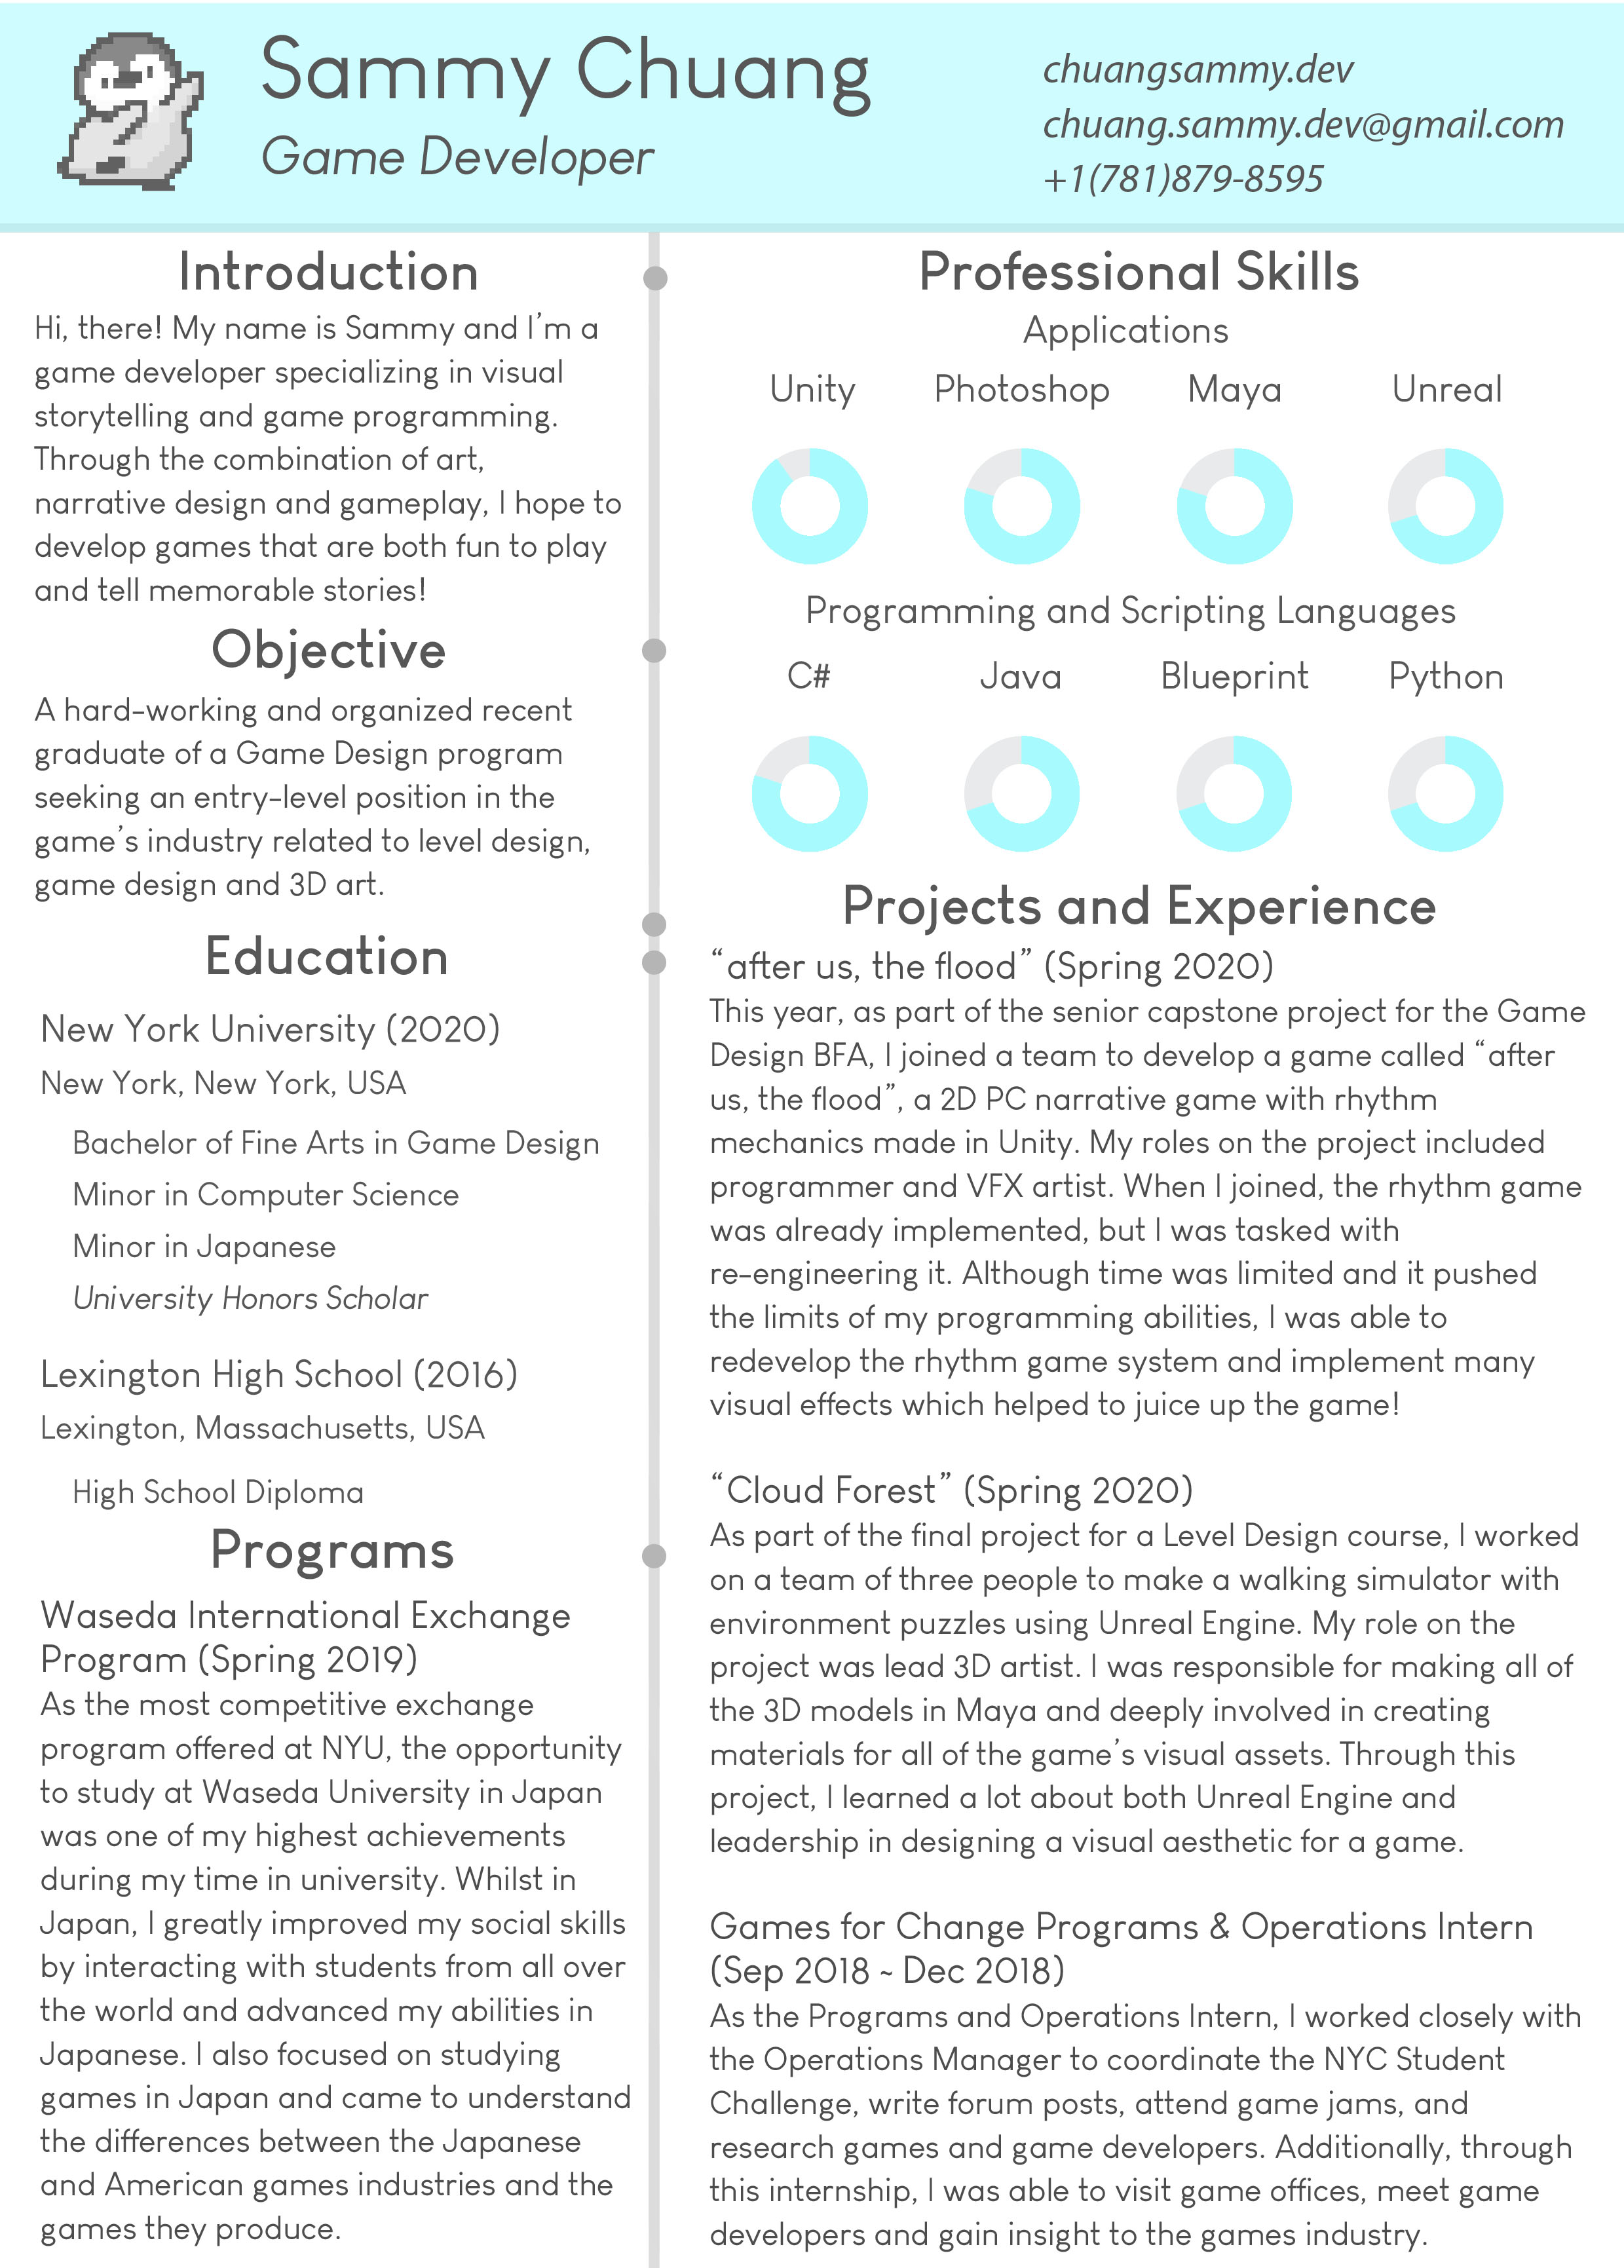 Sammy Chuang
Game Developer
chuangsammy.dev
chuang.sammy.dev@gmail.com
+1(781)879-8595
Introduction
Hi, there! My name is Sammy and I'm a
game developer specializing in visual
storytelling and game programming.
Through the combination of art,
narrative design and gameplay, I hope to
develop games that are both fun to play
and tell memorable stories!
Objective
A hard-working and organized recent
graduate of a Game Design program
seeking an entry-level position in the
game's industry related to level design,
game design and 3D art.
Education
New York University (2020)
New York, New York, USA
Bachelor of Fine Arts in Game Design
Minor in Computer Science
Minor in Japanese
University Honors Scholar
Lexington High School (2016)
Lexington, Massachusetts, USA
High School Diploma
Programs
Waseda International Exchange
Program (Spring 2019)
As the most competitive exchange
program offered at NYU, the opportunity
to study at Waseda University in Japan
was one of my highest achievements
during my time in university. Whilst in
Japan, I greatly improved my social skills
by interacting with students from all over
the world and advanced my abilities in
Japanese. I also focused on studying
games in Japan and came to understand
the differences between the Japanese
and American games industries and the
games they produce.
Professional Skills
Applications
Unity Photoshop Maya Unreal
Programming and Scripting Languages
C# Java Blueprint Python
Projects and Experience
“after us, the flood” (Spring 2020)
This year, as part of the senior capstone project for the Game
Design BFA, I joined a team to develop a game called “after
us, the flood”, a 2D PC narrative game with rhythm
mechanics made in Unity. My roles on the project included
programmer and VFX artist. When I joined, the rhythm game
was already implemented, but I was tasked with
re-engineering it. Although time was limited and it pushed
the limits of my programming abilities, I was able to
redevelop the rhythm game system and implement many
visual effects which helped to juice up the game!
“Cloud Forest” (Spring 2020)
As part of the final project for a Level Design course, I worked
on a team of three people to make a walking simulator with
environment puzzles using Unreal Engine. My role on the
project was lead 3D artist. I was responsible for making all of
the 3D models in Maya and deeply involved in creating
materials for all of the game's visual assets. Through this
project, I learned a lot about both Unreal Engine and
leadership in designing a visual aesthetic for a game.
Games for Change Programs & Operations Intern
(Sep 2018 ~ Dec 2018)
As the Programs and Operations Intern, I worked closely with
the Operations Manager to coordinate the NYC Student
Challenge, write forum posts, attend game jams, and
research games and game developers. Additionally, through
this internship, I was able to visit game offices, meet game
developers and gain insight to the games industry.